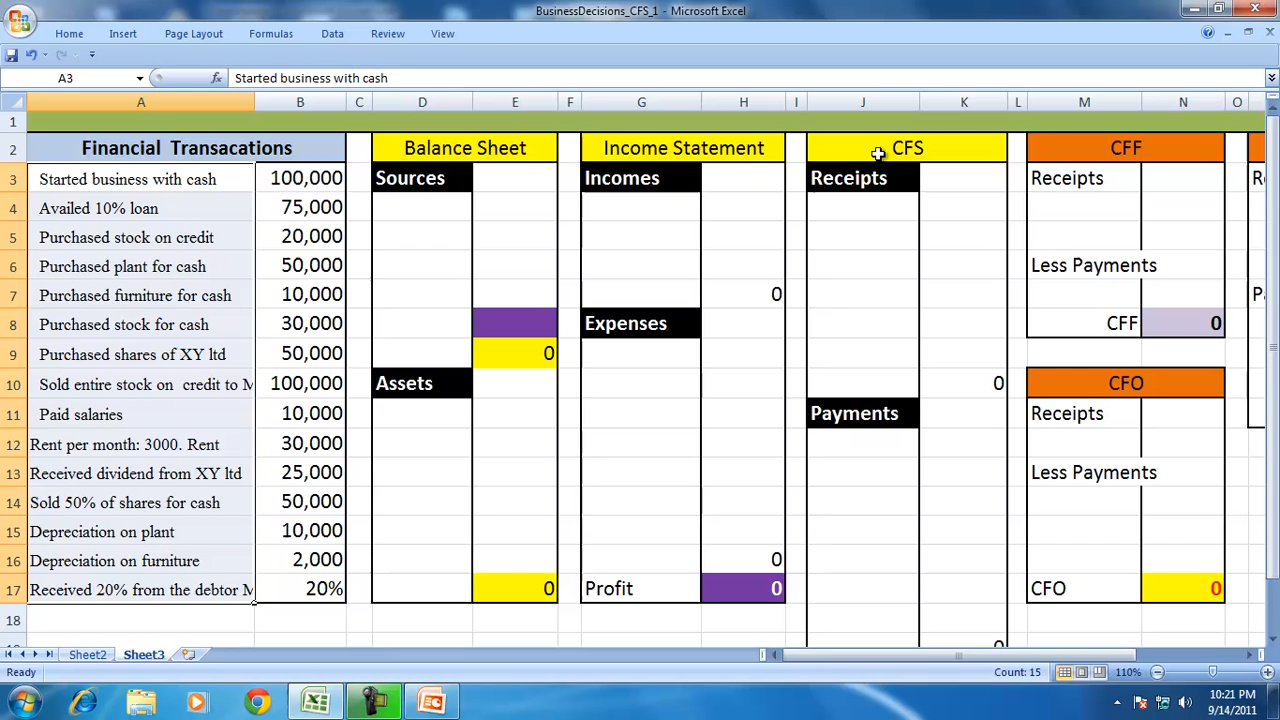 BusinessDecisions_CFS_1 - Microsoft Excel
Home Insert Page Layout Formulas Data Review View
A3 fx Started business with cash
A B C D E F G H I J K L M N O
1
2 Financial Transacations Balance Sheet Income Statement CFS CFF
3 Started business with cash 100,000 Sources Incomes Receipts Receipts
4 Availed 10% loan 75,000
5 Purchased stock on credit 20,000
6 Purchased plant for cash 50,000 Less Payments
7 Purchased furniture for cash 10,000 0
8 Purchased stock for cash 30,000 Expenses CFF 0
9 Purchased shares of XY ltd 50,000 0
10 Sold entire stock on credit to M 100,000 Assets 0 CFO
11 Paid salaries 10,000 Payments Receipts
12 Rent per month: 3000. Rent 30,000
13 Received dividend from XY ltd 25,000 Less Payments
14 Sold 50% of shares for cash 50,000
15 Depreciation on plant 10,000
16 Depreciation on furniture 2,000 0
17 Received 20% from the debtor M 20% 0 Profit 0 CFO 0
18
0
Sheet2 Sheet3
Ready Count: 15 110%
10:21 PM
9/14/2011